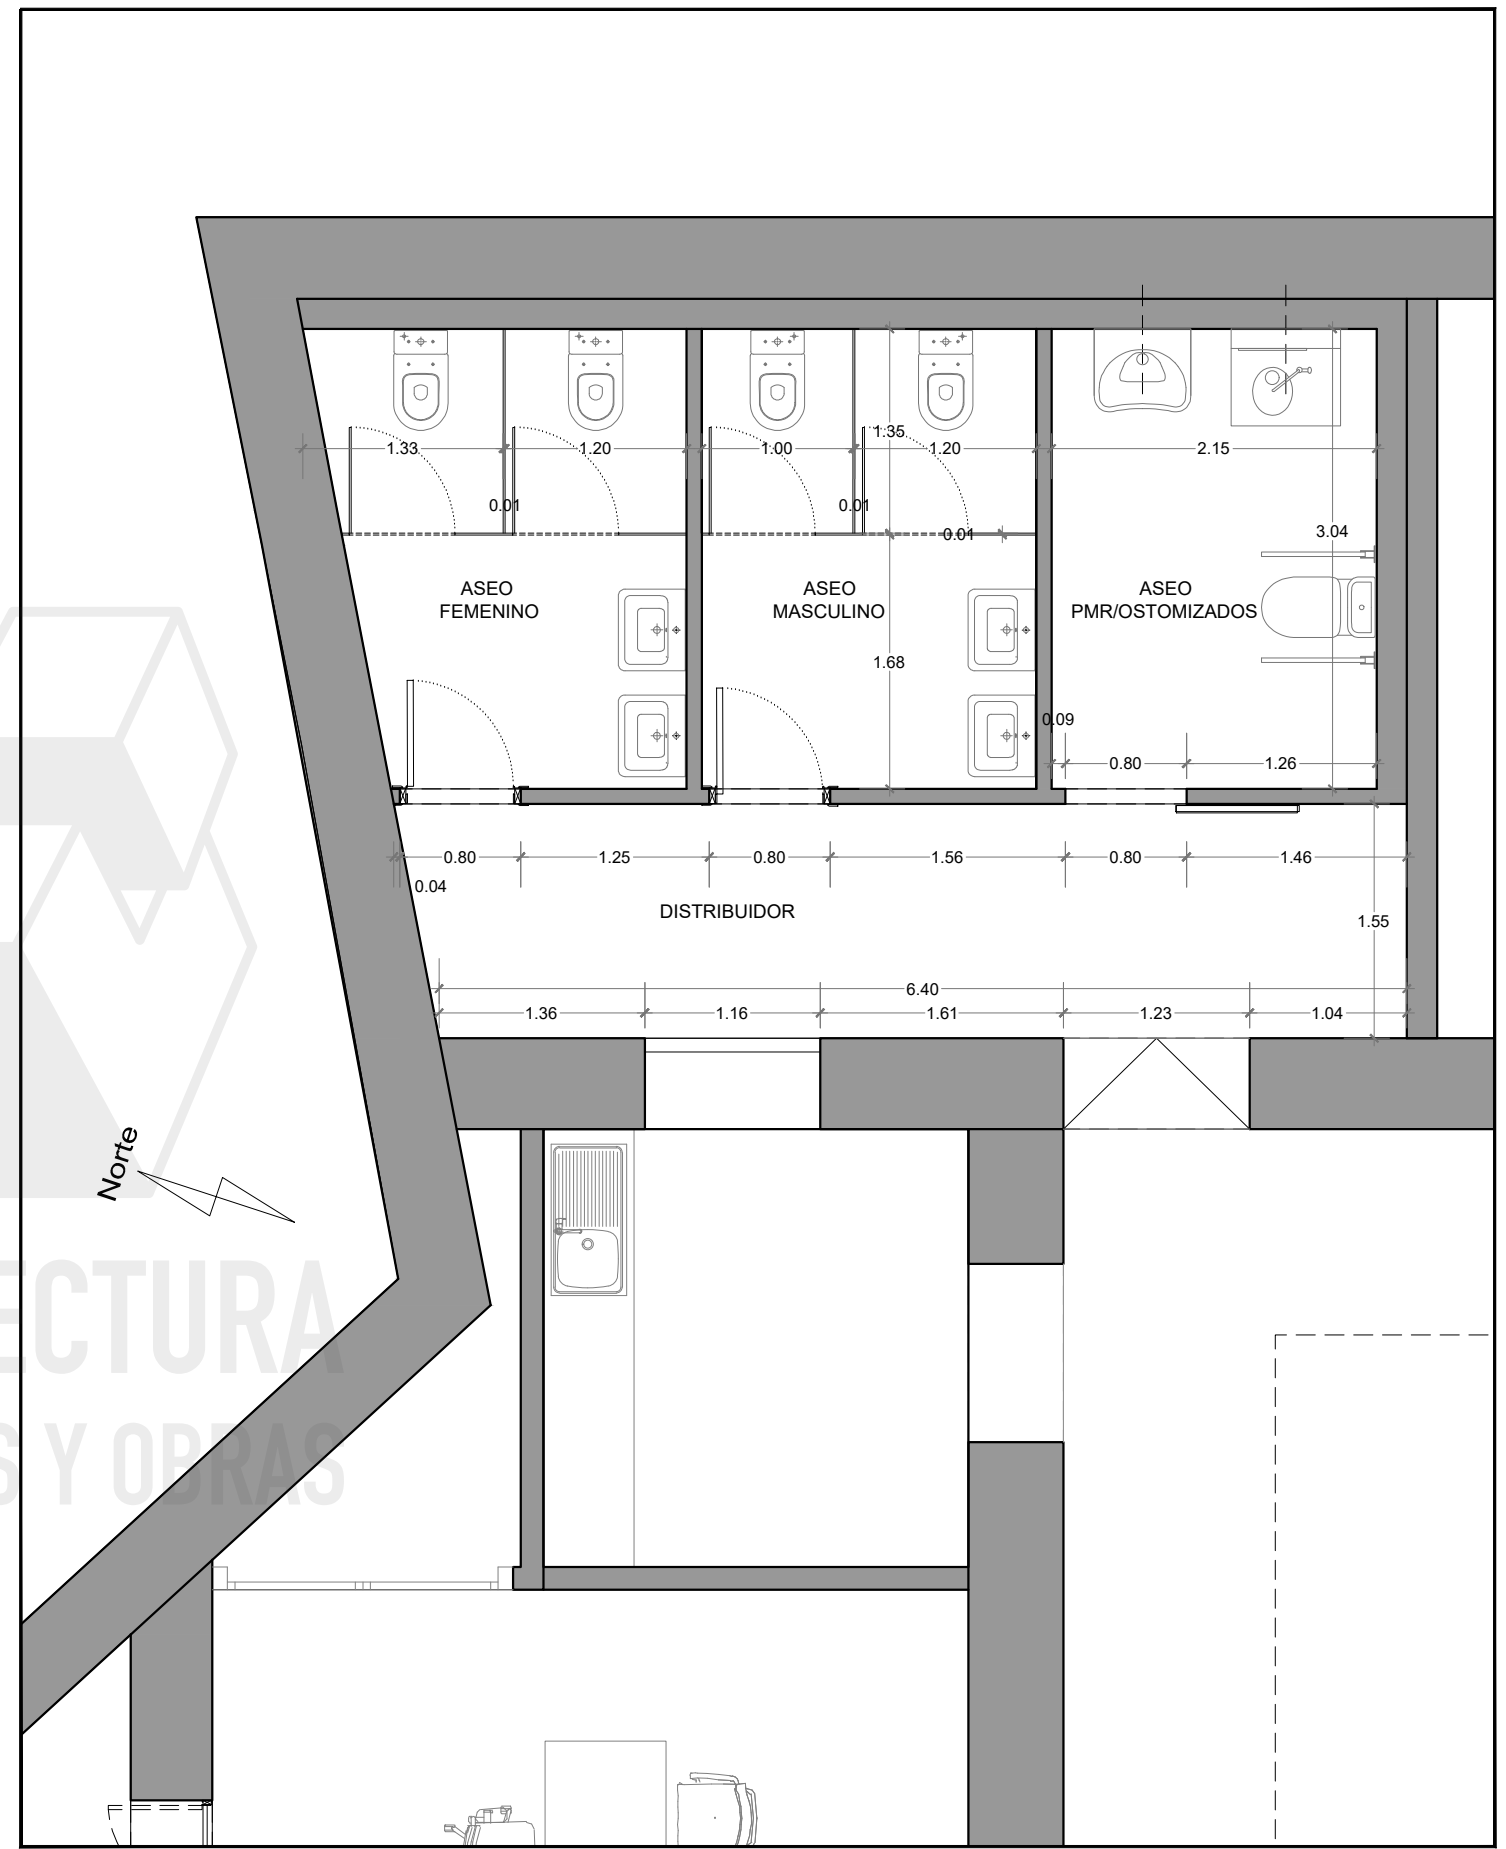 1.35
1.33
1.20
1.00
1.20
2.15
0.01
0.01
0.01
3.04
ASEO
FEMENINO
ASEO
MASCULINO
ASEO
PMR/OSTOMIZADOS
1.68
0.09
0.80
1.26
0.80
1.25
0.80
1.56
0.80
1.46
0.04
DISTRIBUIDOR
1.55
6.40
1.36
1.16
1.61
1.23
1.04
Norte
ECTURA
S Y OBRAS